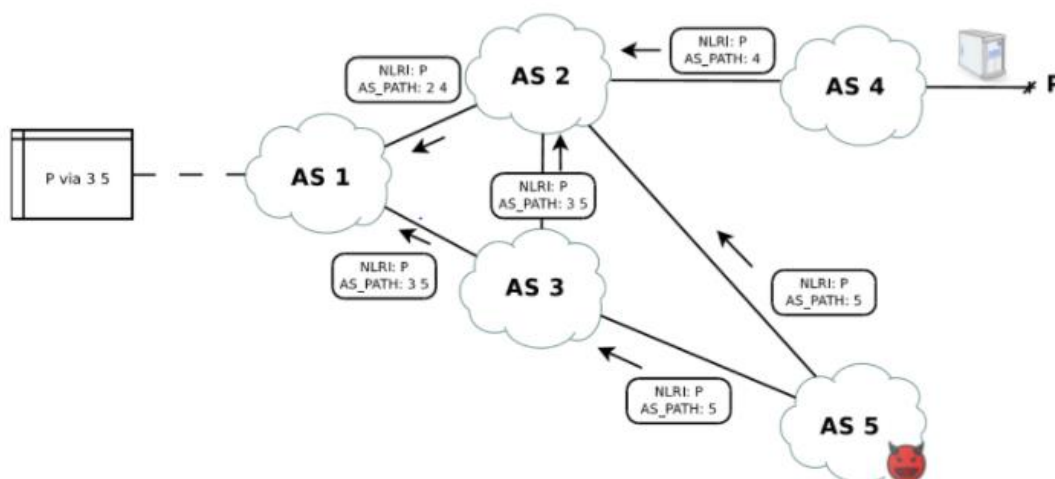 NLRI: P
AS_PATH: 4
AS 2
AS 4
P
NLRI: P
AS_PATH: 2 4
P via 3 5
AS 1
NLRI: P
AS_PATH: 3 5
NLRI: P
AS_PATH: 3 5
AS 3
NLRI: P
AS_PATH: 5
NLRI: P
AS_PATH: 5
AS 5